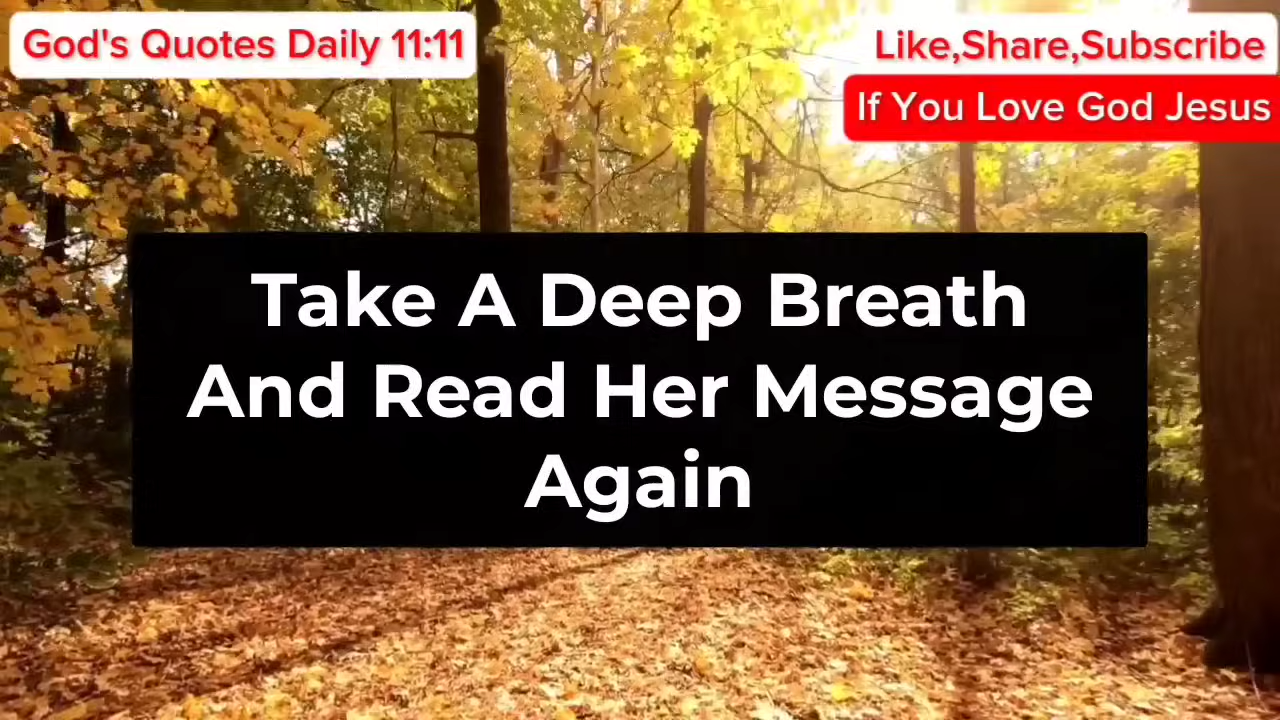 God's Quotes Daily 11:11
Like,Share,Subscribe
If You Love God Jesus
Take A Deep Breath
And Read Her Message
Again